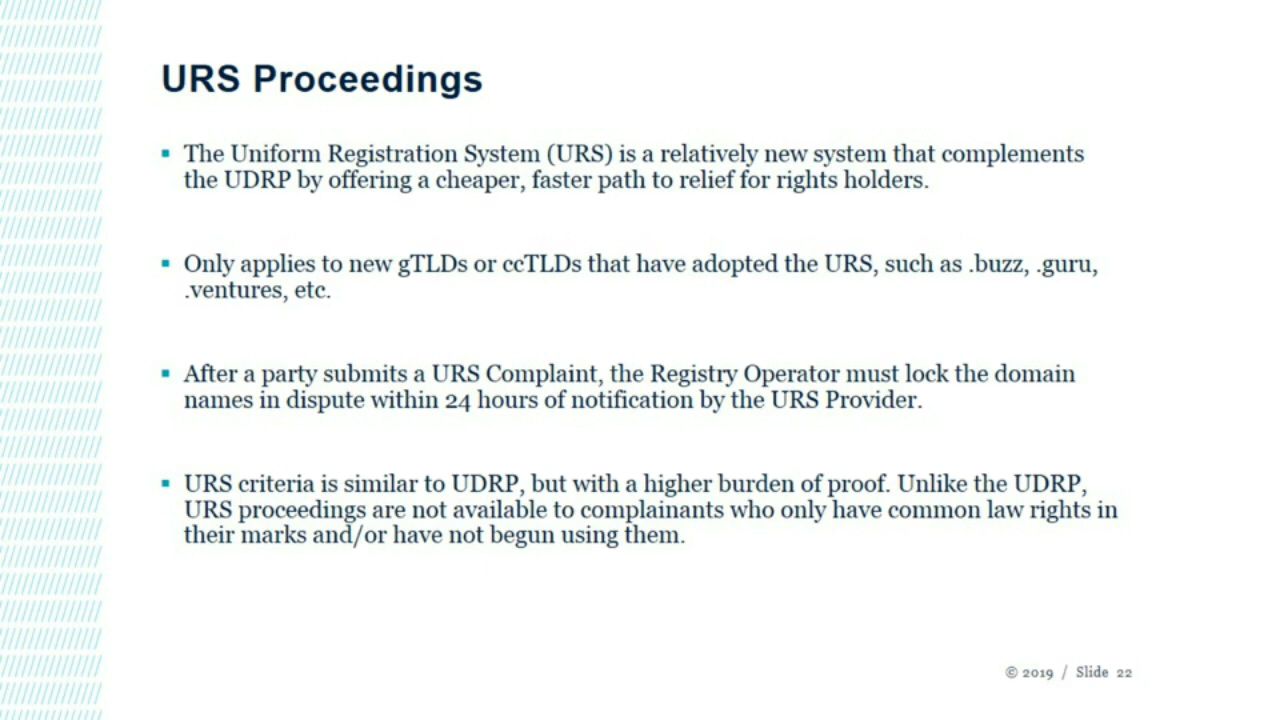 URS Proceedings
▪ The Uniform Registration System (URS) is a relatively new system that complements
the UDRP by offering a cheaper, faster path to relief for rights holders.
▪ Only applies to new gTLDs or ccTLDs that have adopted the URS, such as .buzz, .guru,
.ventures, etc.
▪ After a party submits a URS Complaint, the Registry Operator must lock the domain
names in dispute within 24 hours of notification by the URS Provider.
▪ URS criteria is similar to UDRP, but with a higher burden of proof. Unlike the UDRP,
URS proceedings are not available to complainants who only have common law rights in
their marks and/or have not begun using them.
© 2019 / Slide 22